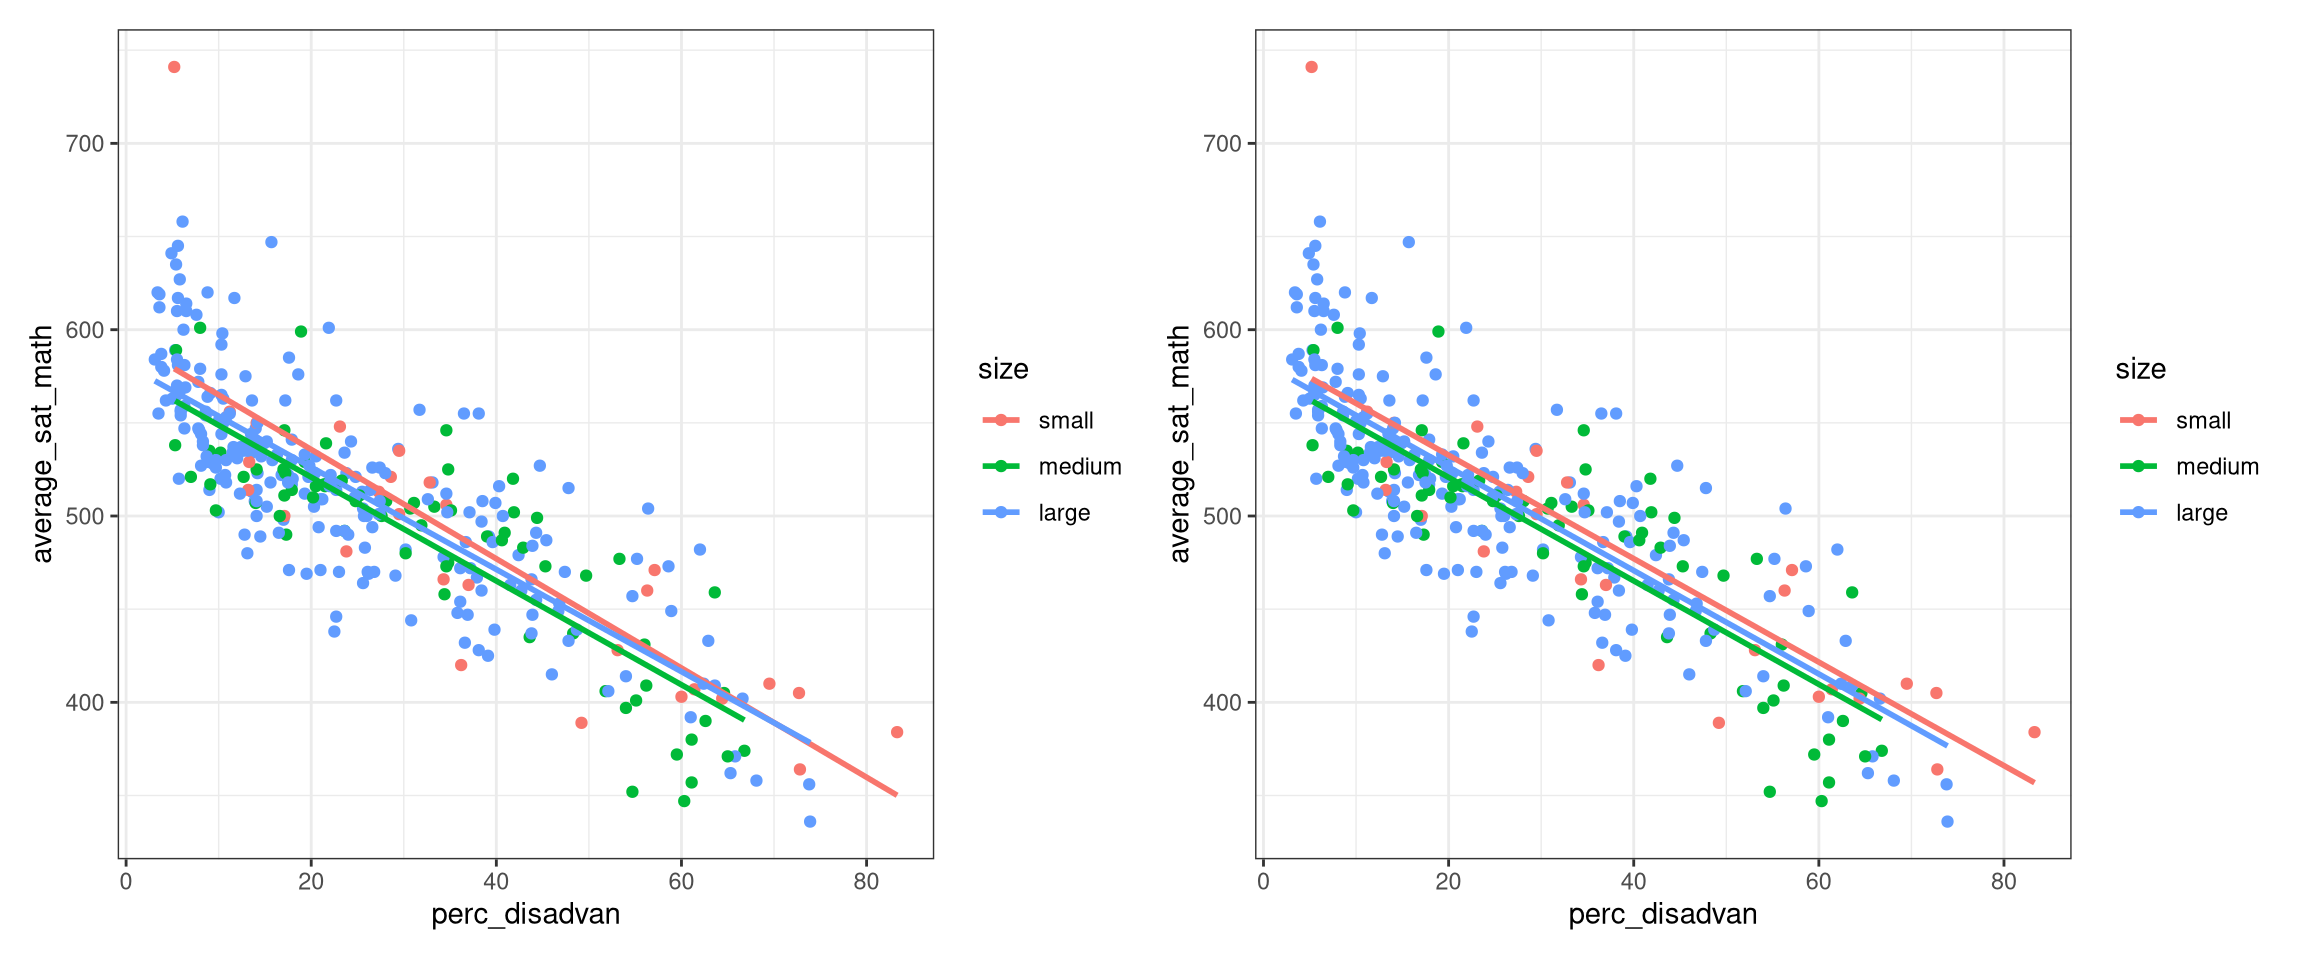 average_sat_math
700
600
500
400
0
20
40
60
80
perc_disadvan
size
small
medium
large
average_sat_math
700
600
500
400
0
20
40
60
80
perc_disadvan
size
small
medium
large